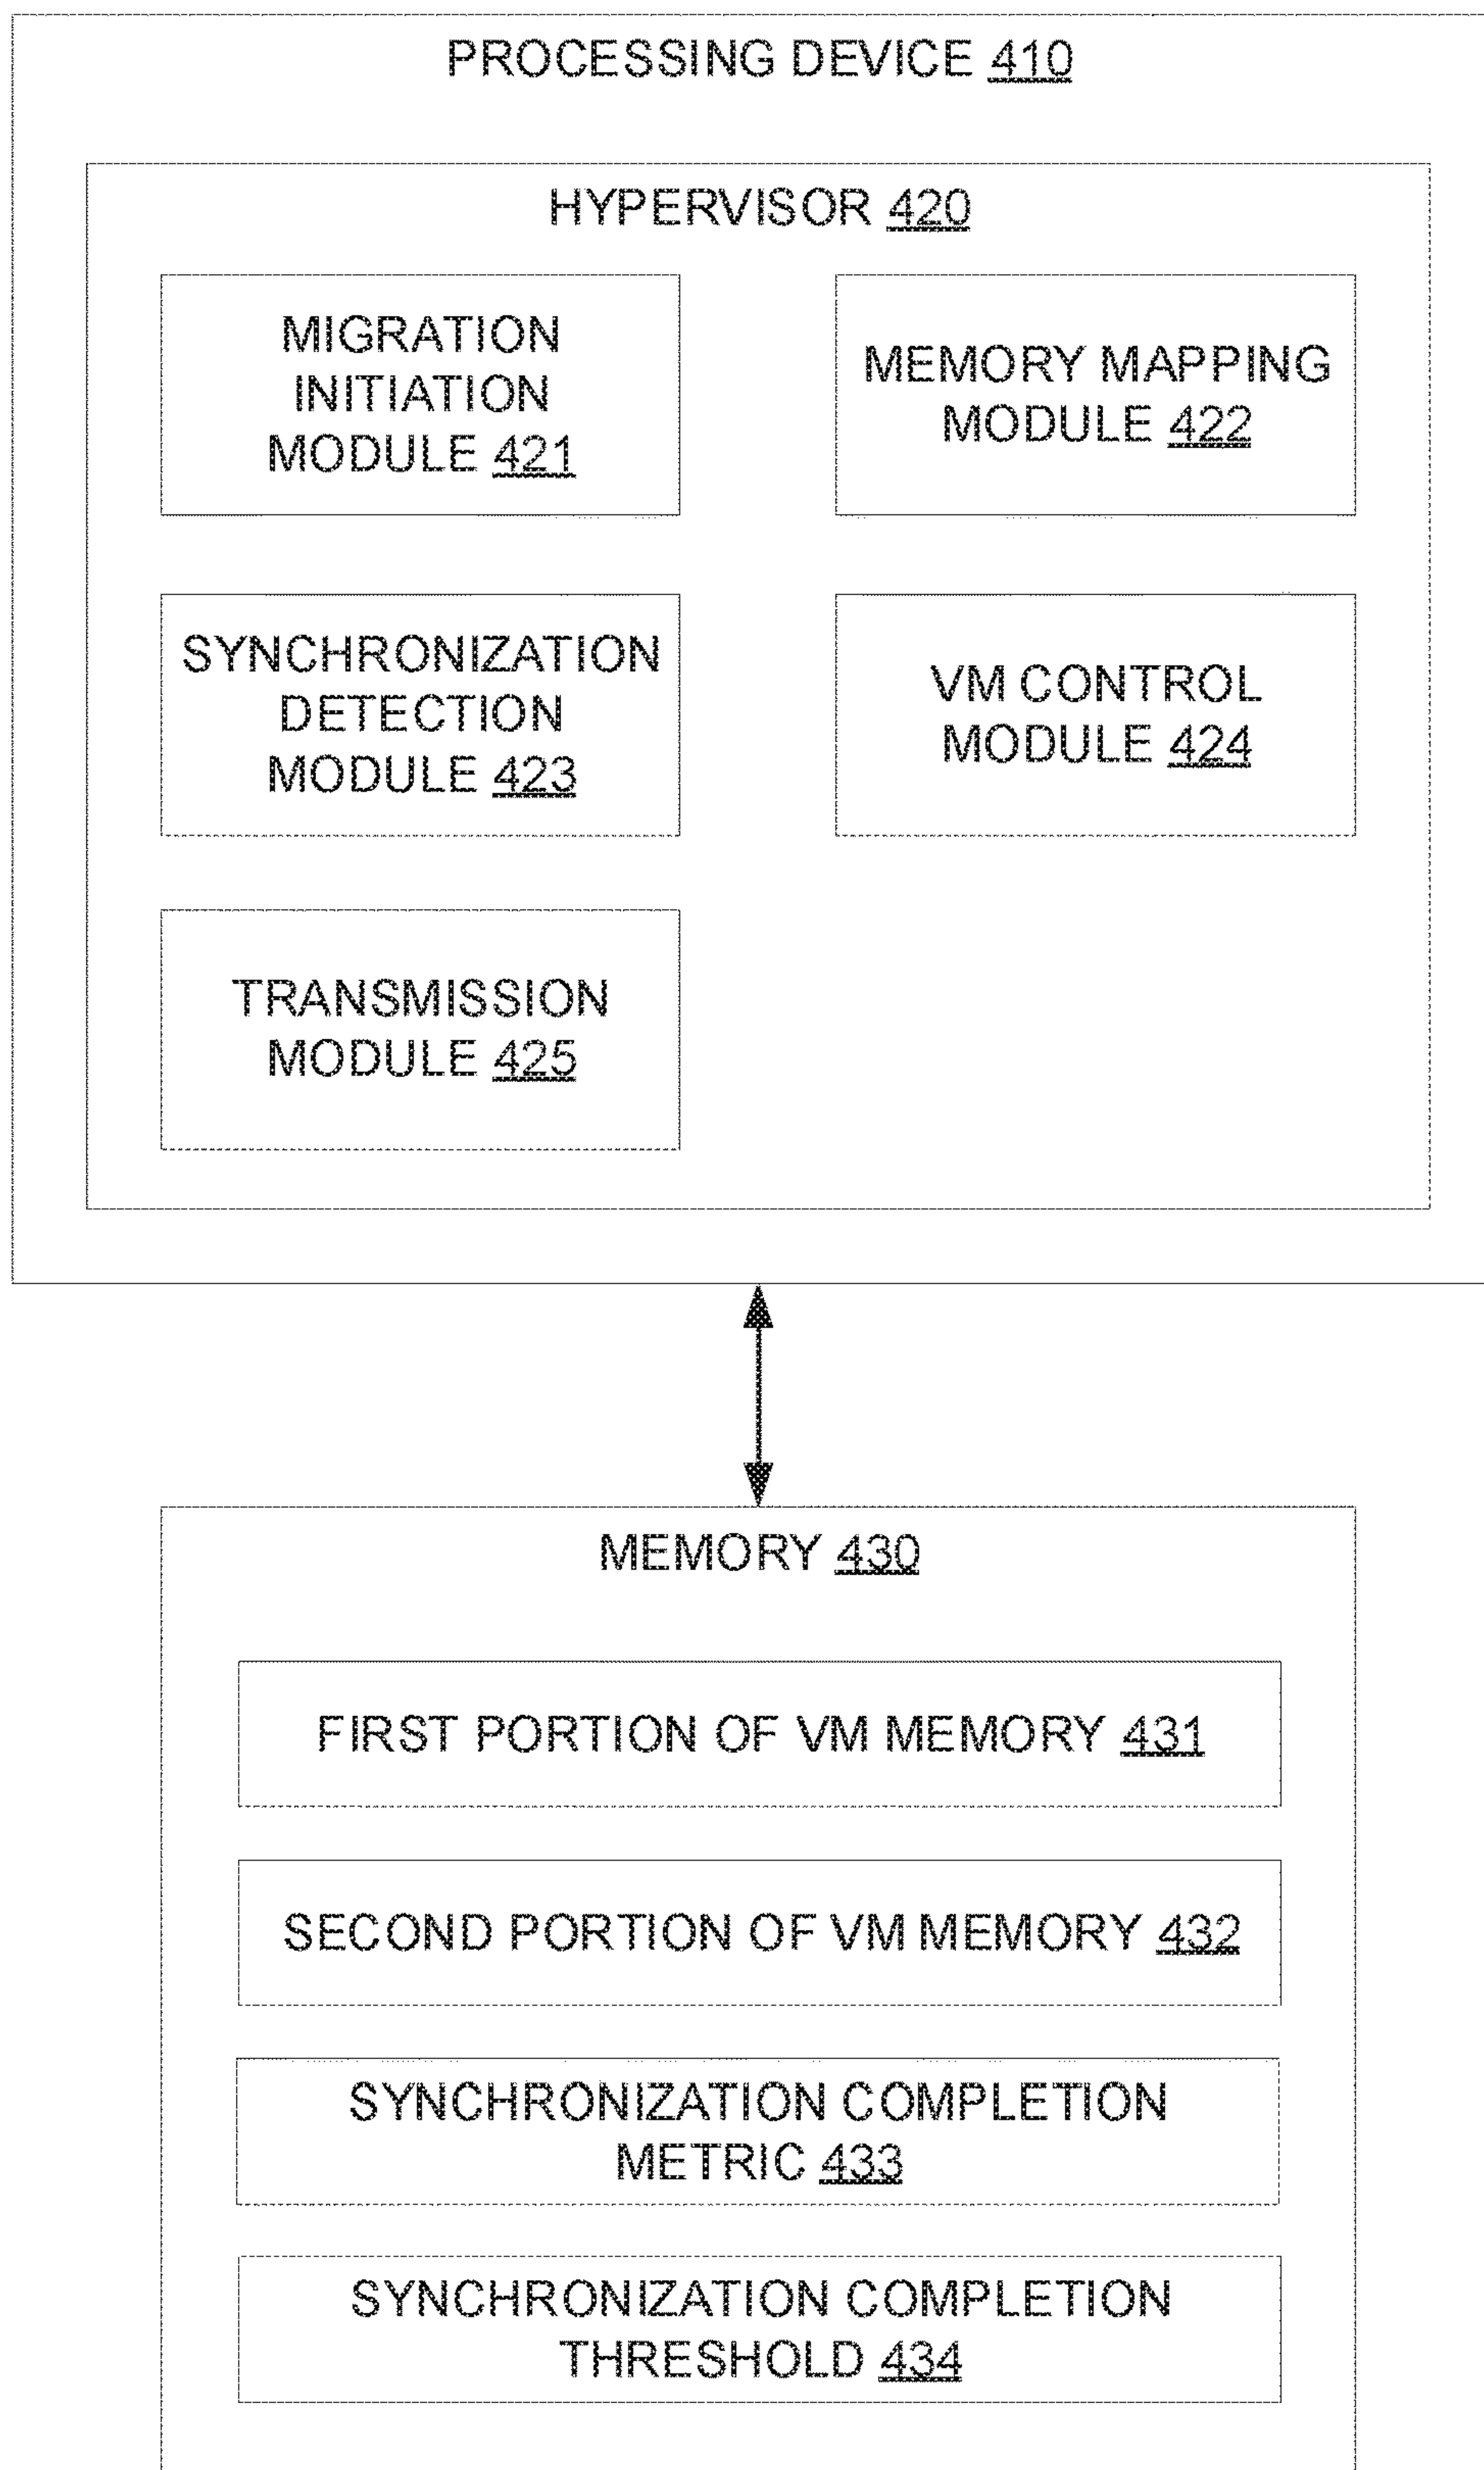 PROCESSING DEVICE 410
HYPERVISOR 420
MIGRATION
INITIATION
MODULE 421
MEMORY MAPPING
MODULE 422
SYNCHRONIZATION
DETECTION
MODULE 423
VM CONTROL
MODULE 424
TRANSMISSION
MODULE 425
MEMORY 430
FIRST PORTION OF VM MEMORY 431
SECOND PORTION OF VM MEMORY 432
SYNCHRONIZATION COMPLETION
METRIC 433
SYNCHRONIZATION COMPLETION
THRESHOLD 434